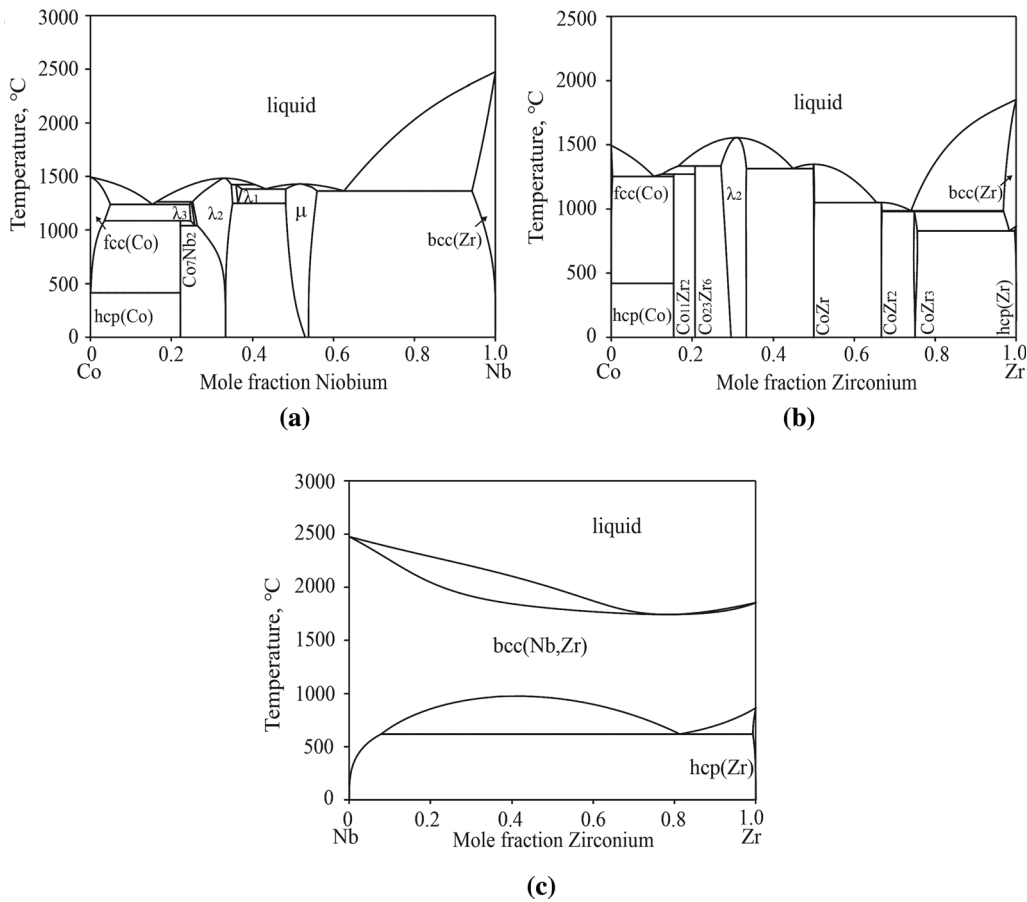 3000
2500
2000
1500
1000
500
0
Temperature, °C
liquid
fcc(Co)
hcp(Co)
λ3
Co7Nb2
λ2
λ1
μ
bcc(Zr)
0 0.2 0.4 0.6 0.8 1.0
Co Mole fraction Niobium Nb
(a)
2500
2000
1500
1000
500
0
Temperature, °C
liquid
fcc(Co)
hcp(Co)
Co11Zr2
Co23Zr6
λ2
CoZr
CoZr2
CoZr3
bcc(Zr)
hcp(Zr)
0 0.2 0.4 0.6 0.8 1.0
Co Mole fraction Zirconium Zr
(b)
3000
2500
2000
1500
1000
500
0
Temperature, °C
liquid
bcc(Nb,Zr)
hcp(Zr)
0 0.2 0.4 0.6 0.8 1.0
Nb Mole fraction Zirconium Zr
(c)